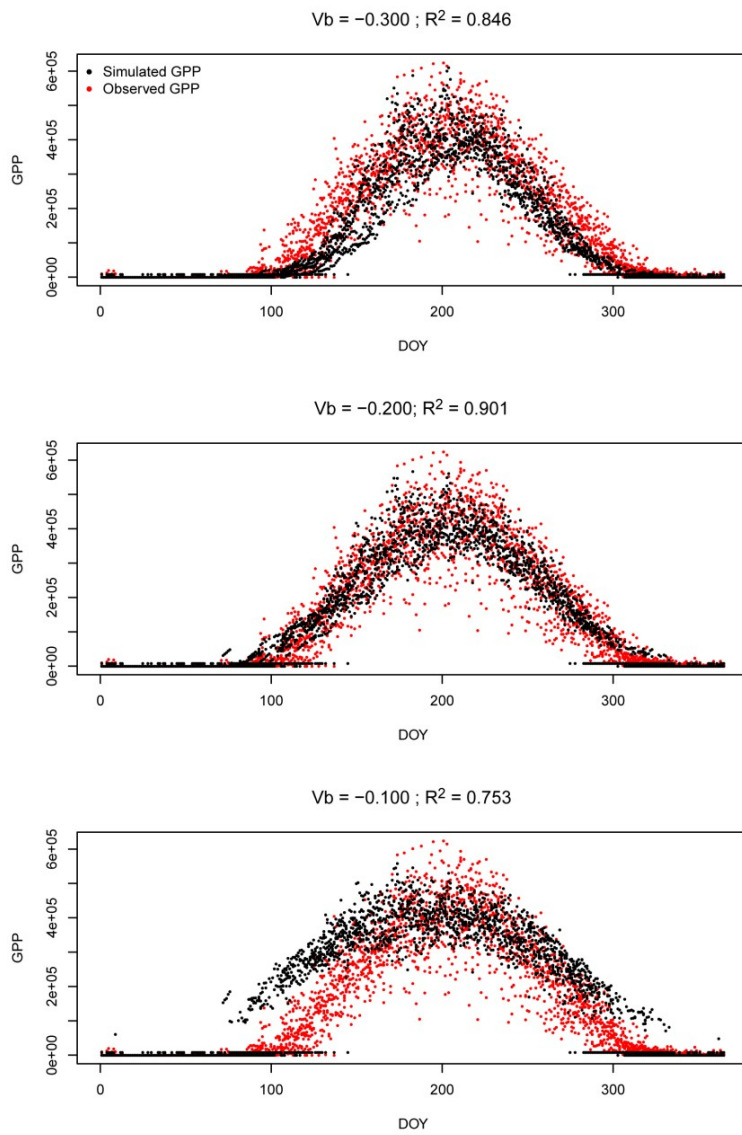 Vb = −0.300 ; R² = 0.846
Simulated GPP
Observed GPP
6e+05
4e+05
2e+05
0e+00
GPP
0 100 200 300
DOY
Vb = −0.200; R² = 0.901
6e+05
4e+05
2e+05
0e+00
GPP
0 100 200 300
DOY
Vb = −0.100 ; R² = 0.753
6e+05
4e+05
2e+05
0e+00
GPP
0 100 200 300
DOY